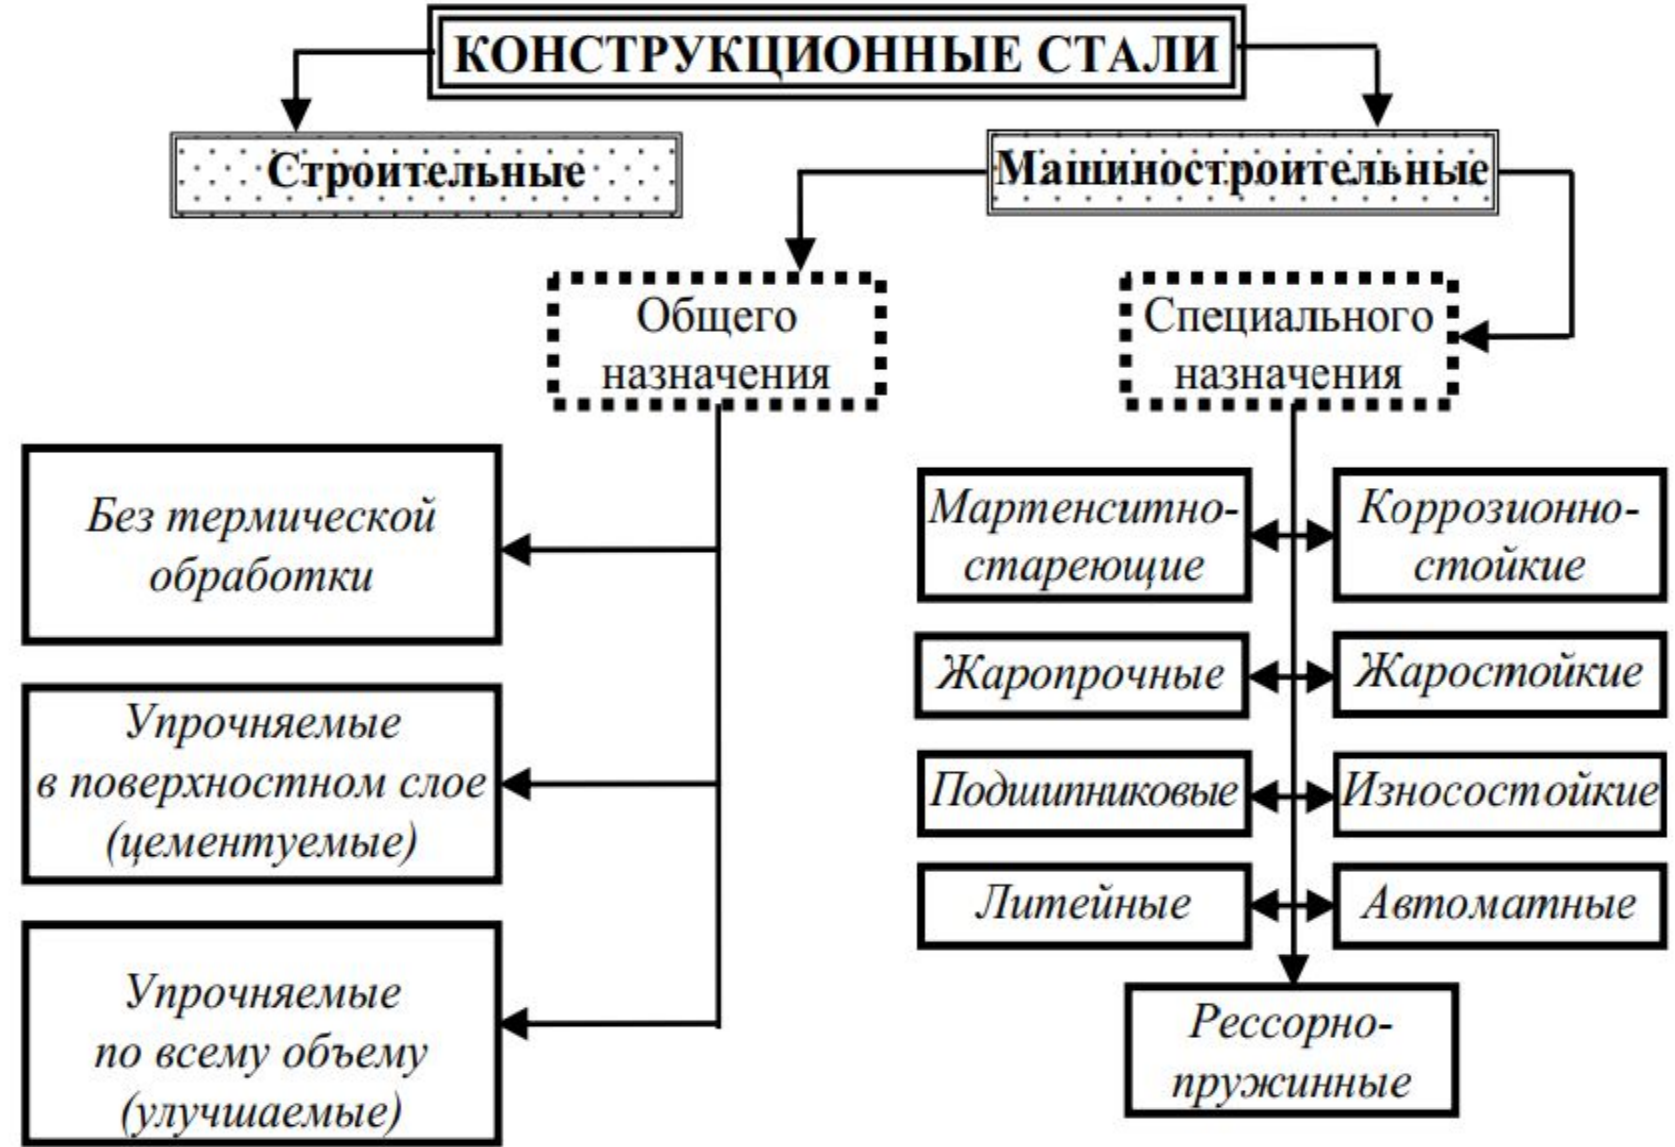 КОНСТРУКЦИОННЫЕ СТАЛИ
Строительные
Машиностроительные
Общего
назначения
Специального
назначения
Без термической
обработки
Упрочняемые
в поверхностном слое
(цементуемые)
Упрочняемые
по всему объему
(улучшаемые)
Мартенситно-
стареющие
Коррозионно-
стойкие
Жаропрочные
Жаростойкие
Подшипниковые
Износостойкие
Литейные
Автоматные
Рессорно-
пружинные